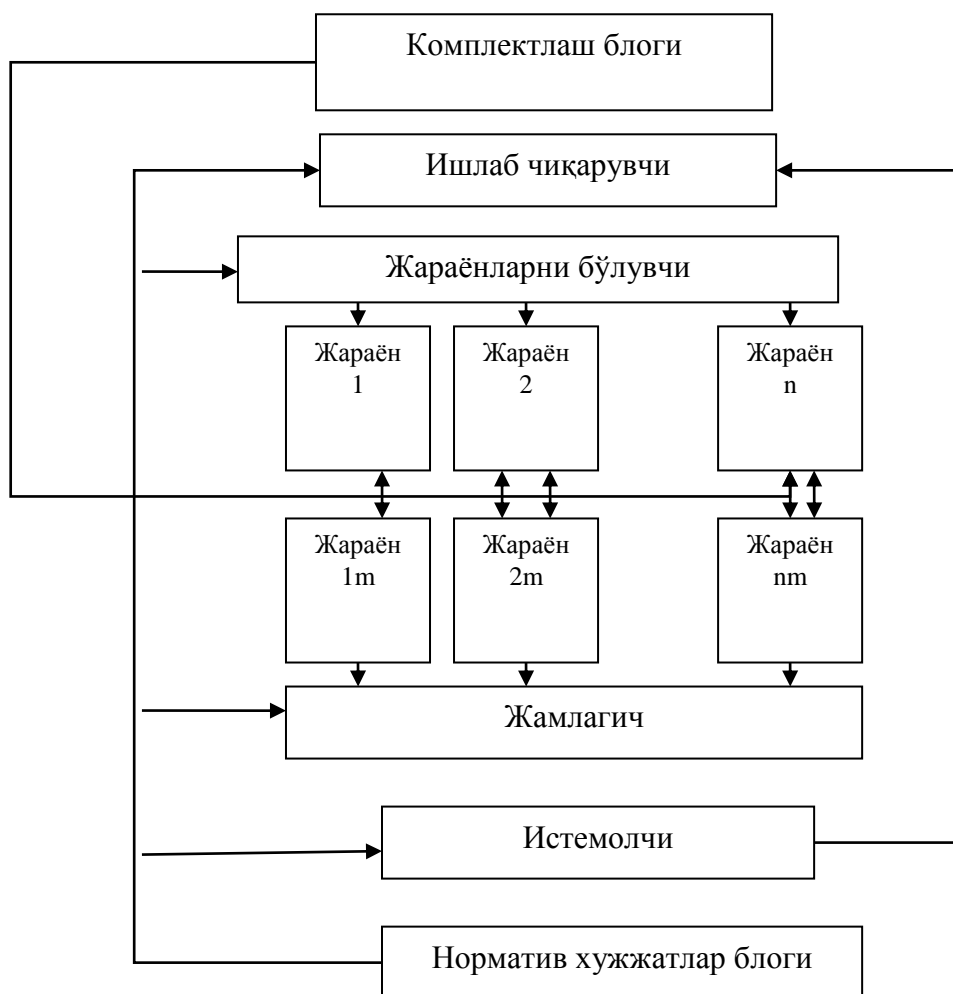 Комплектлаш блоги
Ишлаб чиқарувчи
Жараёнларни бўлувчи
Жараён
1
Жараён
2
Жараён
n
Жараён
1m
Жараён
2m
Жараён
nm
Жамлагич
Истемолчи
Норматив хужжатлар блоги